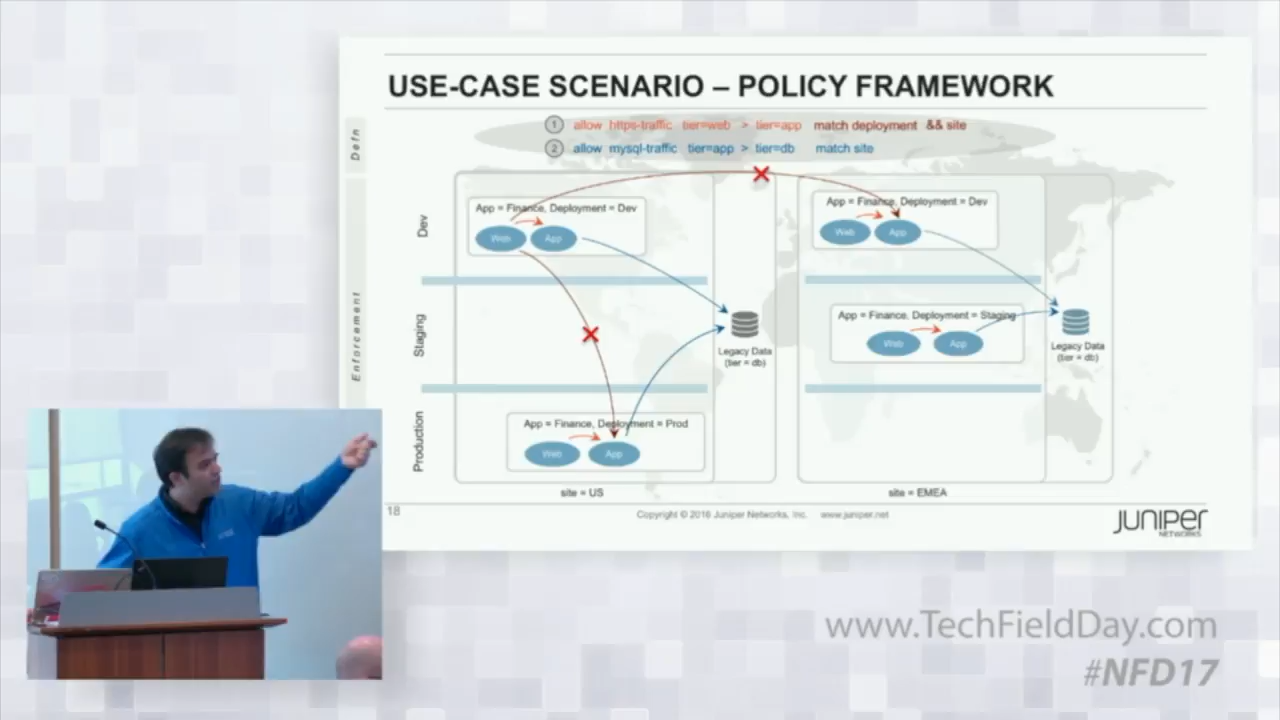 USE-CASE SCENARIO – POLICY FRAMEWORK
Defn
1 allow https-traffic tier=web > tier=app match deployment && site
2 allow mysql-traffic tier=app > tier=db match site
Enforcement
Dev
App = Finance, Deployment = Dev
Web App
App = Finance, Deployment = Dev
Web App
Staging
Legacy Data
(tier = db)
App = Finance, Deployment = Staging
Web App
Legacy Data
(tier = db)
Production
App = Finance, Deployment = Prod
Web App
site = US
site = EMEA
18
Copyright © 2016 Juniper Networks, Inc. www.juniper.net
JUNIPER
NETWORKS
www.TechFieldDay.com
#NFD17